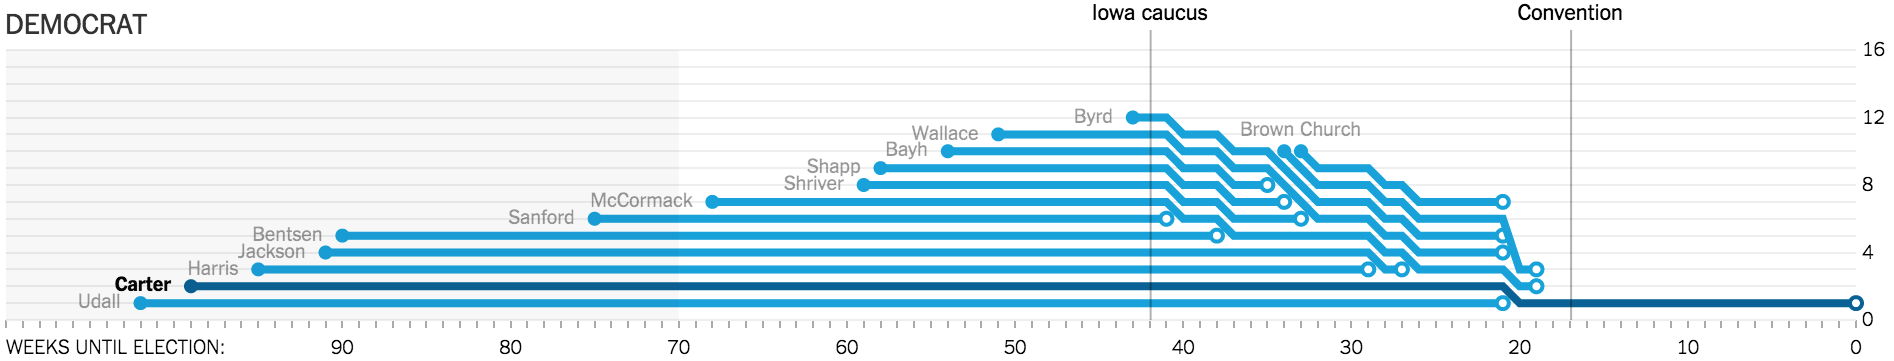 Iowa caucus
Convention
DEMOCRAT
16
Byrd
12
Brown Church
Wallace
Bayh
Shapp
Shriver
8
McCormack
Sanford
Bentsen
Jackson
4
Harris
Carter
Udall
0
WEEKS UNTIL ELECTION: 90 80 70 60 50 40 30 20 10 0